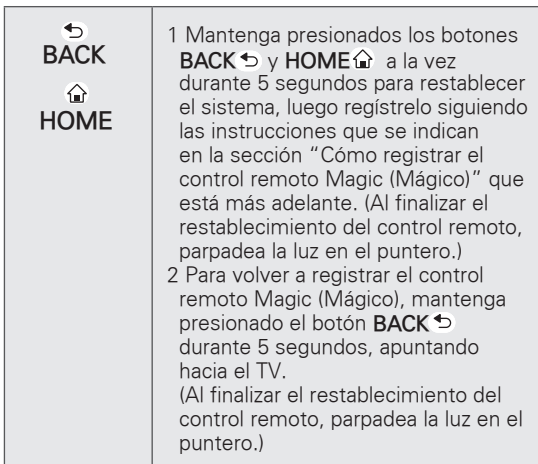 BACK
HOME
1 Mantenga presionados los botones
BACK y HOME a la vez
durante 5 segundos para restablecer
el sistema, luego regístrelo siguiendo
las instrucciones que se indican
en la sección “Cómo registrar el
control remoto Magic (Mágico)” que
está más adelante. (Al finalizar el
restablecimiento del control remoto,
parpadea la luz en el puntero.)
2 Para volver a registrar el control
remoto Magic (Mágico), mantenga
presionado el botón BACK
durante 5 segundos, apuntando
hacia el TV.
(Al finalizar el restablecimiento del
control remoto, parpadea la luz en el
puntero.)